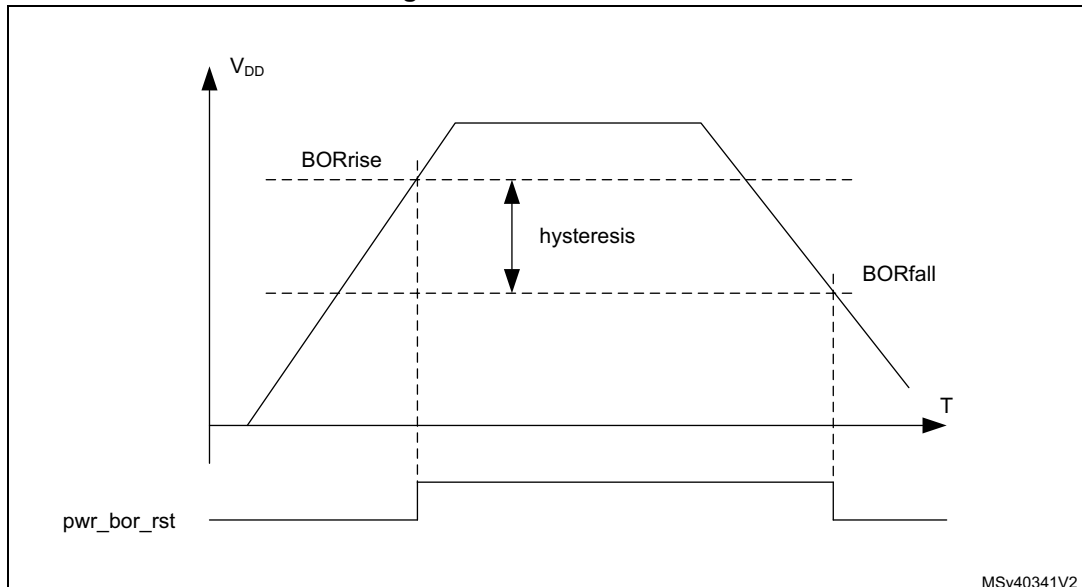 V_DD
BORrise
hysteresis
BORfall
T
pwr_bor_rst
MSv40341V2